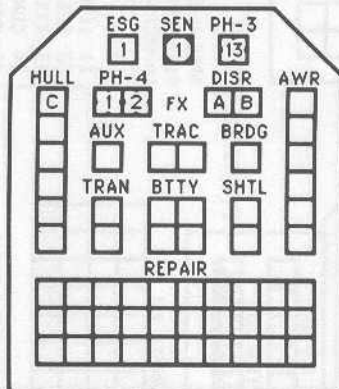 ESG SEN PH-3
1 1 13
HULL PH-4 DISR AWR
C 1 2 FX A B
AUX TRAC BRDG
TRAN BTTY SHTL
REPAIR